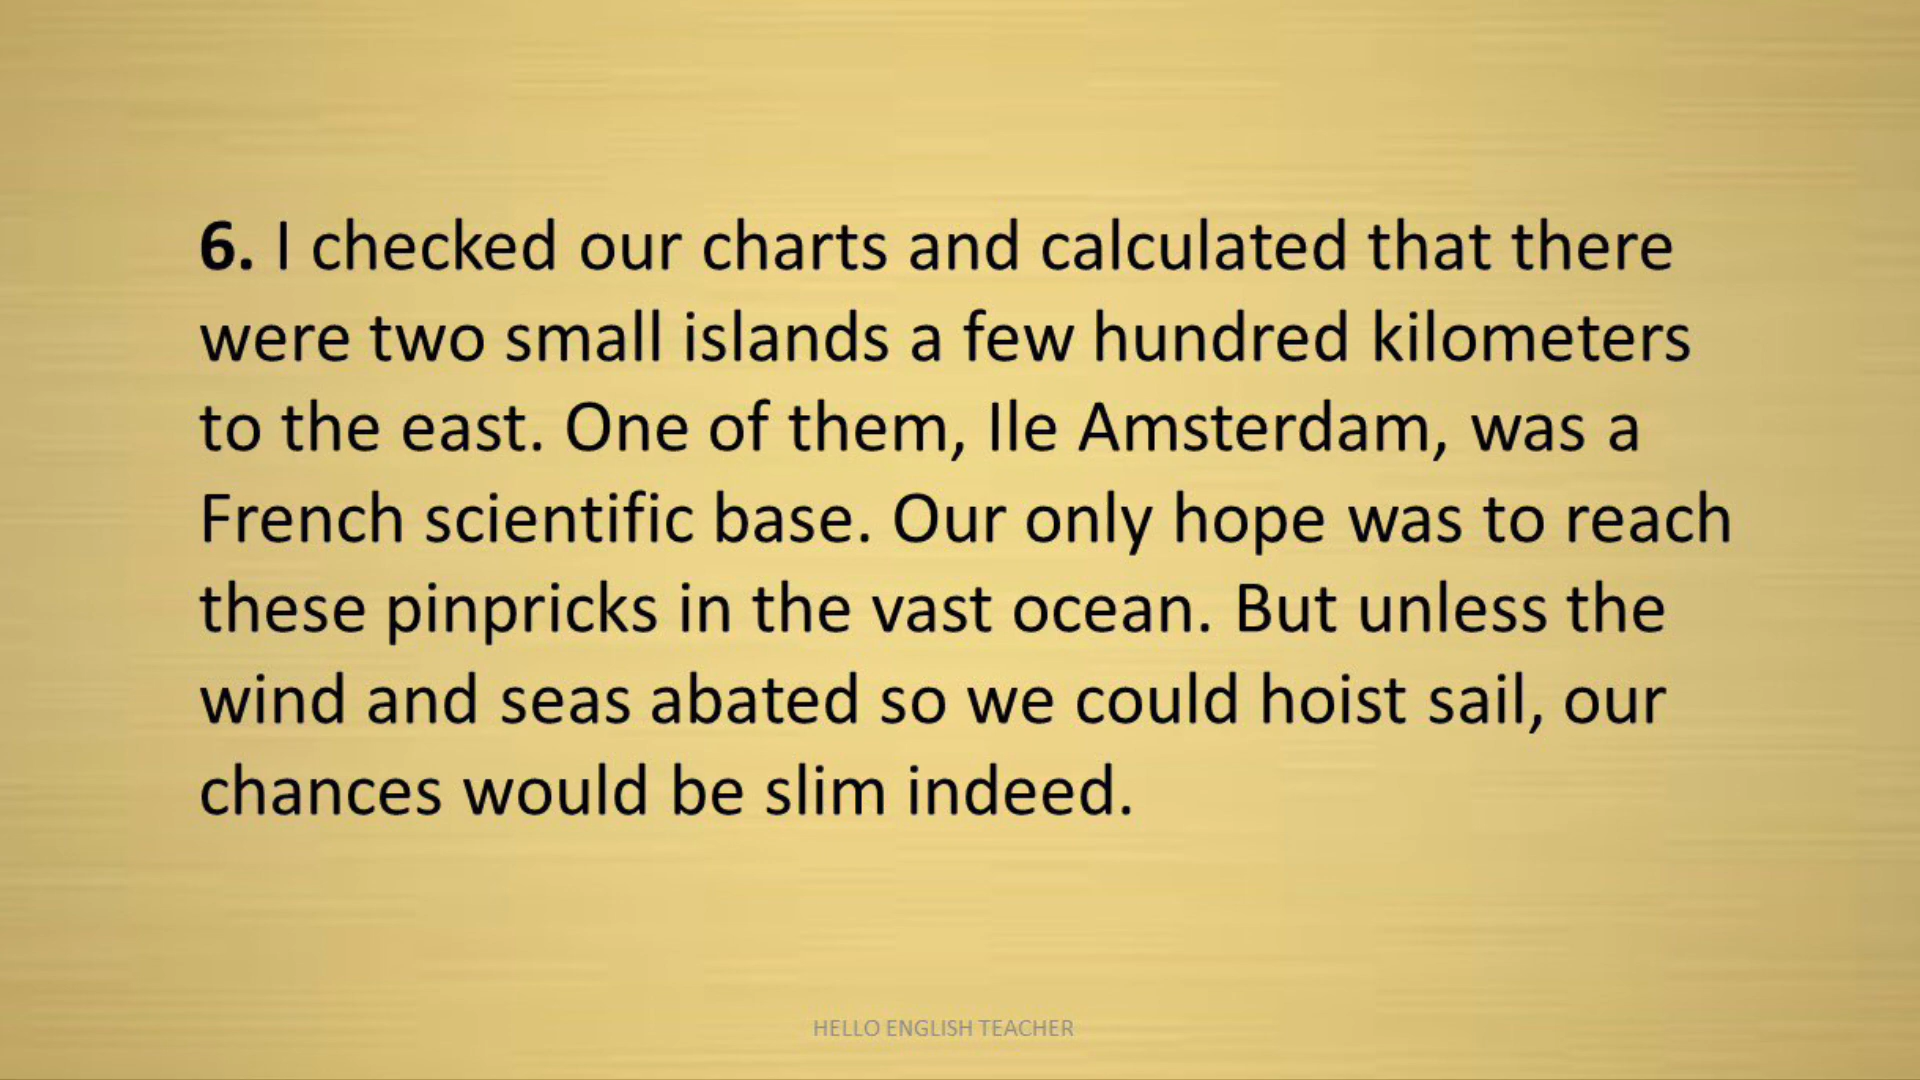 6. I checked our charts and calculated that there
were two small islands a few hundred kilometers
to the east. One of them, Ile Amsterdam, was a
French scientific base. Our only hope was to reach
these pinpricks in the vast ocean. But unless the
wind and seas abated so we could hoist sail, our
chances would be slim indeed.
HELLO ENGLISH TEACHER